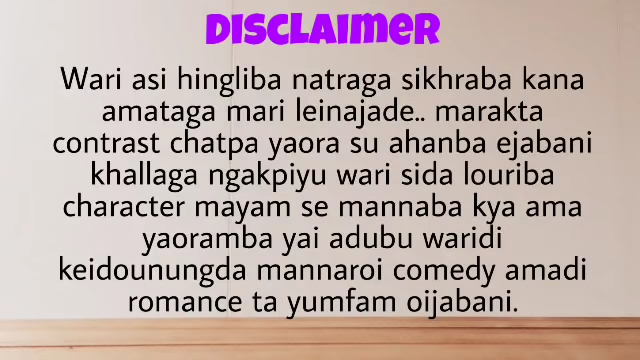 DISCLAIMER
Wari asi hingliba natraga sikhraba kana
amataga mari leinajade.. marakta
contrast chatpa yaora su ahanba ejabani
khallaga ngakpiyu wari sida louriba
character mayam se mannaba kya ama
yaoramba yai adubu waridi
keidounungda mannaroi comedy amadi
romance ta yumfam oijabani.